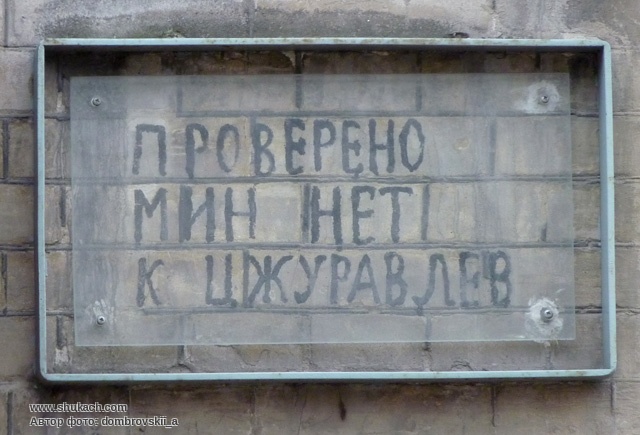 ПРОВЕРЕНО
МИН НЕТ
К ЦЖУРАВЛЕВ
www.shukach.com
Автор фото: dombrovskii_a